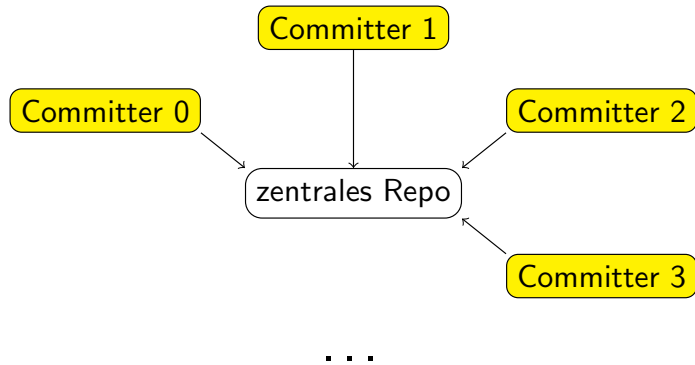 Committer 1
Committer 0
Committer 2
zentrales Repo
Committer 3
...